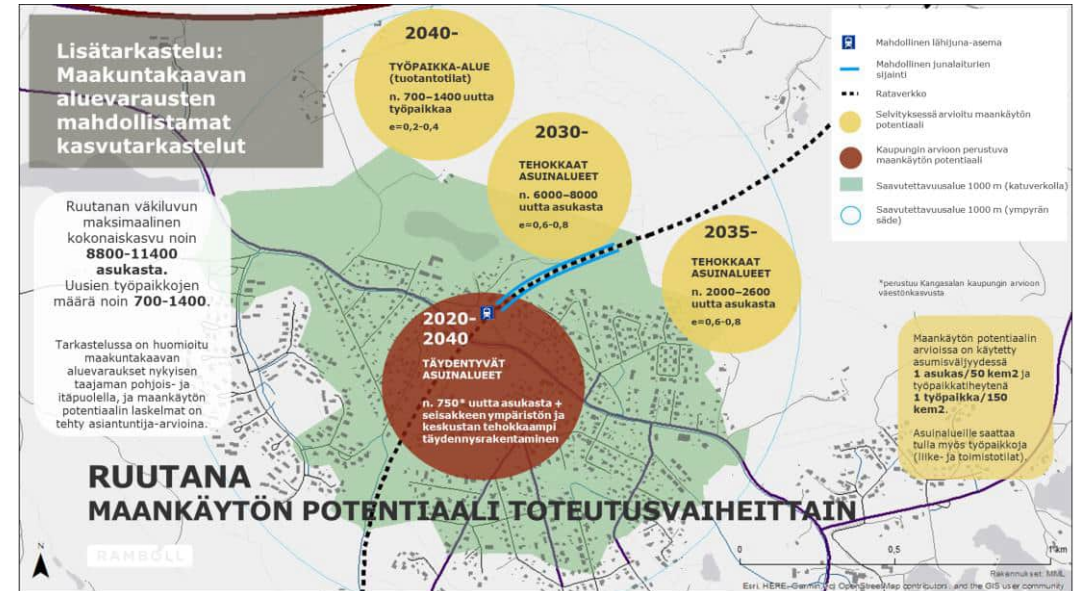 Lisätarkastelu:
Maakuntakaavan
aluevarausten
mahdollistamat
kasvutarkastelut
Ruutanan väkiluvun
maksimaalinen
kokonaiskasvu noin
8800-11400
asukasta.
Uusien työpaikkojen
määrä noin 700-1400.
Tarkastelussa on huomioitu
maakuntakaavan
aluevaraukset nykyisen
taajaman pohjois- ja
itäpuolella, ja maankäytön
potentiaalin laskelmat on
tehty asiantuntija-arvioina.
2040-
TYÖPAIKKA-ALUE
(tuotantotilat)
n. 700–1400 uutta
työpaikkaa
e=0,2-0,4
2030-
TEHOKKAAT
ASUINALUEET
n. 6000–8000
uutta asukasta
e=0,6-0,8
2035-
TEHOKKAAT
ASUINALUEET
n. 2000–2600
uutta asukasta
e=0,6-0,8
2020-
2040
TÄYDENTYVÄT
ASUINALUEET
n. 750* uutta asukasta +
seisakkeen ympäristön ja
keskustan tehokkaampi
täydennysrakentaminen
Mahdollinen lähijuna-asema
Mahdollinen junalaiturien
sijainti
Rataverkko
Selvityksessä arvioitu maankäytön
potentiaali
Kaupungin arvioon perustuva
maankäytön potentiaali
Saavutettavuusalue 1000 m (katuverkolla)
Saavutettavuusalue 1000 m (ympyrän
säde)
*perustuu Kangasalan kaupungin arvioon
väestönkasvusta
Maankäytön potentiaalin
arvioissa on käytetty
asumisväljyydessä
1 asukas/50 kem2 ja
työpaikkatiheytenä
1 työpaikka/150
kem2.
Asuinalueille saattaa
tulla myös työpaikkoja
(liike- ja toimistotilat).
RUUTANA
MAANKÄYTÖN POTENTIAALI TOTEUTUSVAIHEITTAIN
RAMBOLL
N
0 0,5 1 km
Rakennukset: MML
Esri, HERE, Garmin, (c) OpenStreetMap contributors, and the GIS user community